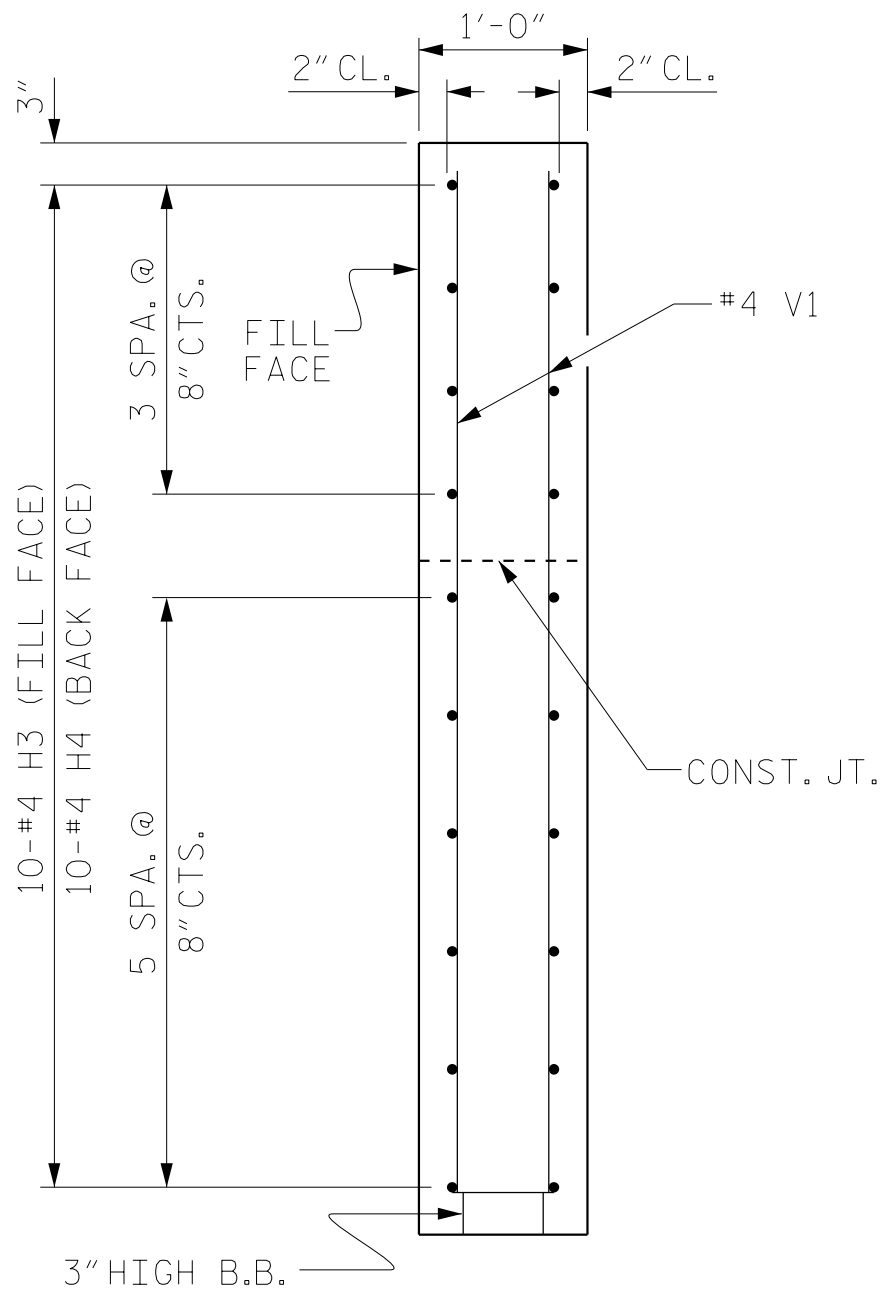 1'-0"
2" CL.
2" CL.
3"
3 SPA. @
8" CTS.
FILL
FACE
#4 V1
10-#4 H3 (FILL FACE)
10-#4 H4 (BACK FACE)
CONST. JT.
5 SPA. @
8" CTS.
3" HIGH B.B.